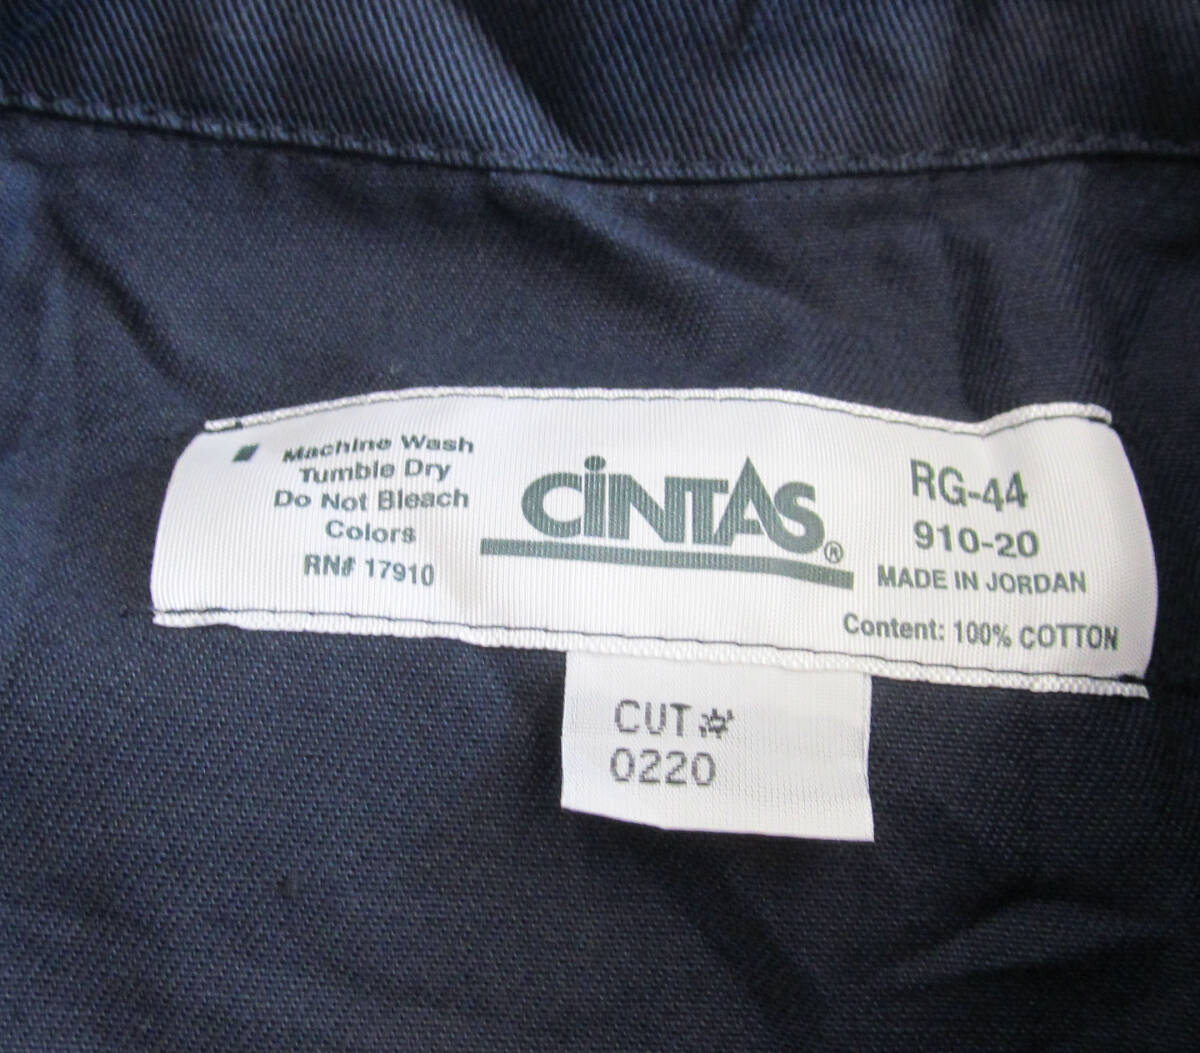 Machine Wash
Tumble Dry
Do Not Bleach
Colors
RN# 17910
CiNTAS®
RG-44
910-20
MADE IN JORDAN
Content: 100% COTTON
CUT#
0220